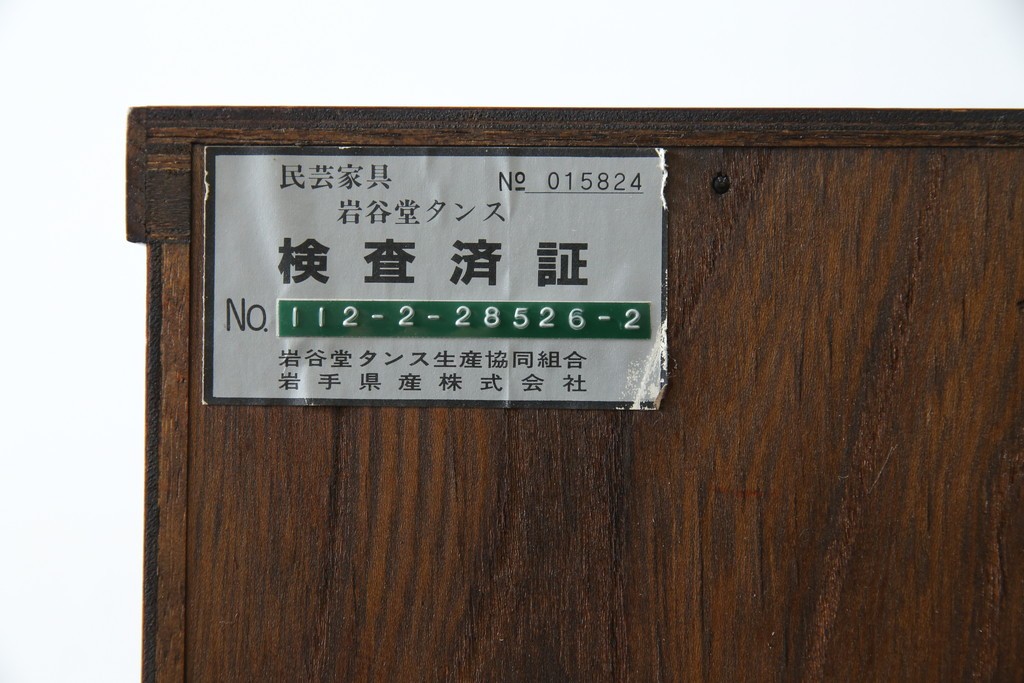 民芸家具 № 015824
岩谷堂タンス
検査済証
No. 112-2-28526-2
岩谷堂タンス生産協同組合
岩手県産株式会社